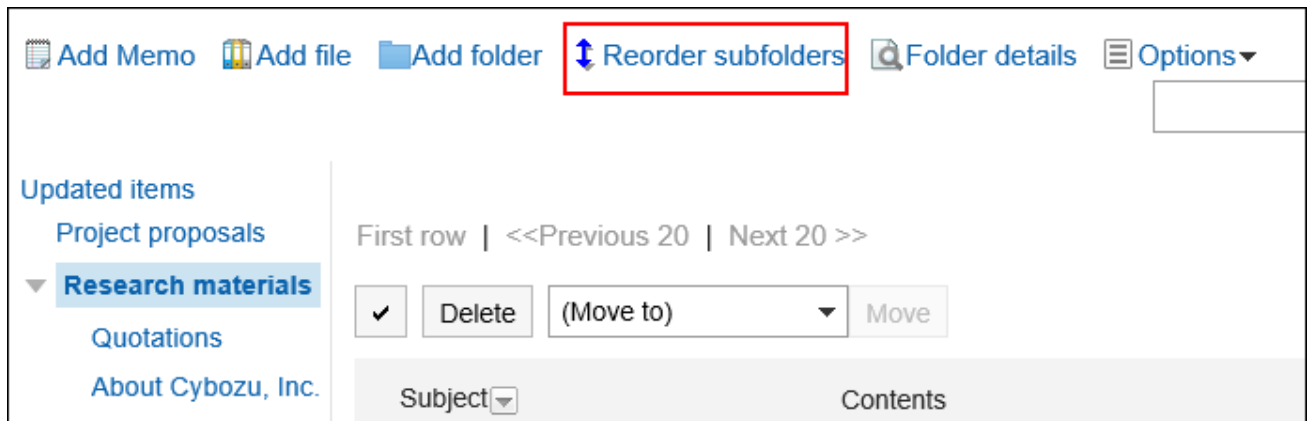 Add Memo Add file Add folder Reorder subfolders Folder details Options
Updated items
Project proposals
Research materials
Quotations
About Cybozu, Inc.
First row | <<Previous 20 | Next 20 >>
Delete (Move to) Move
Subject Contents